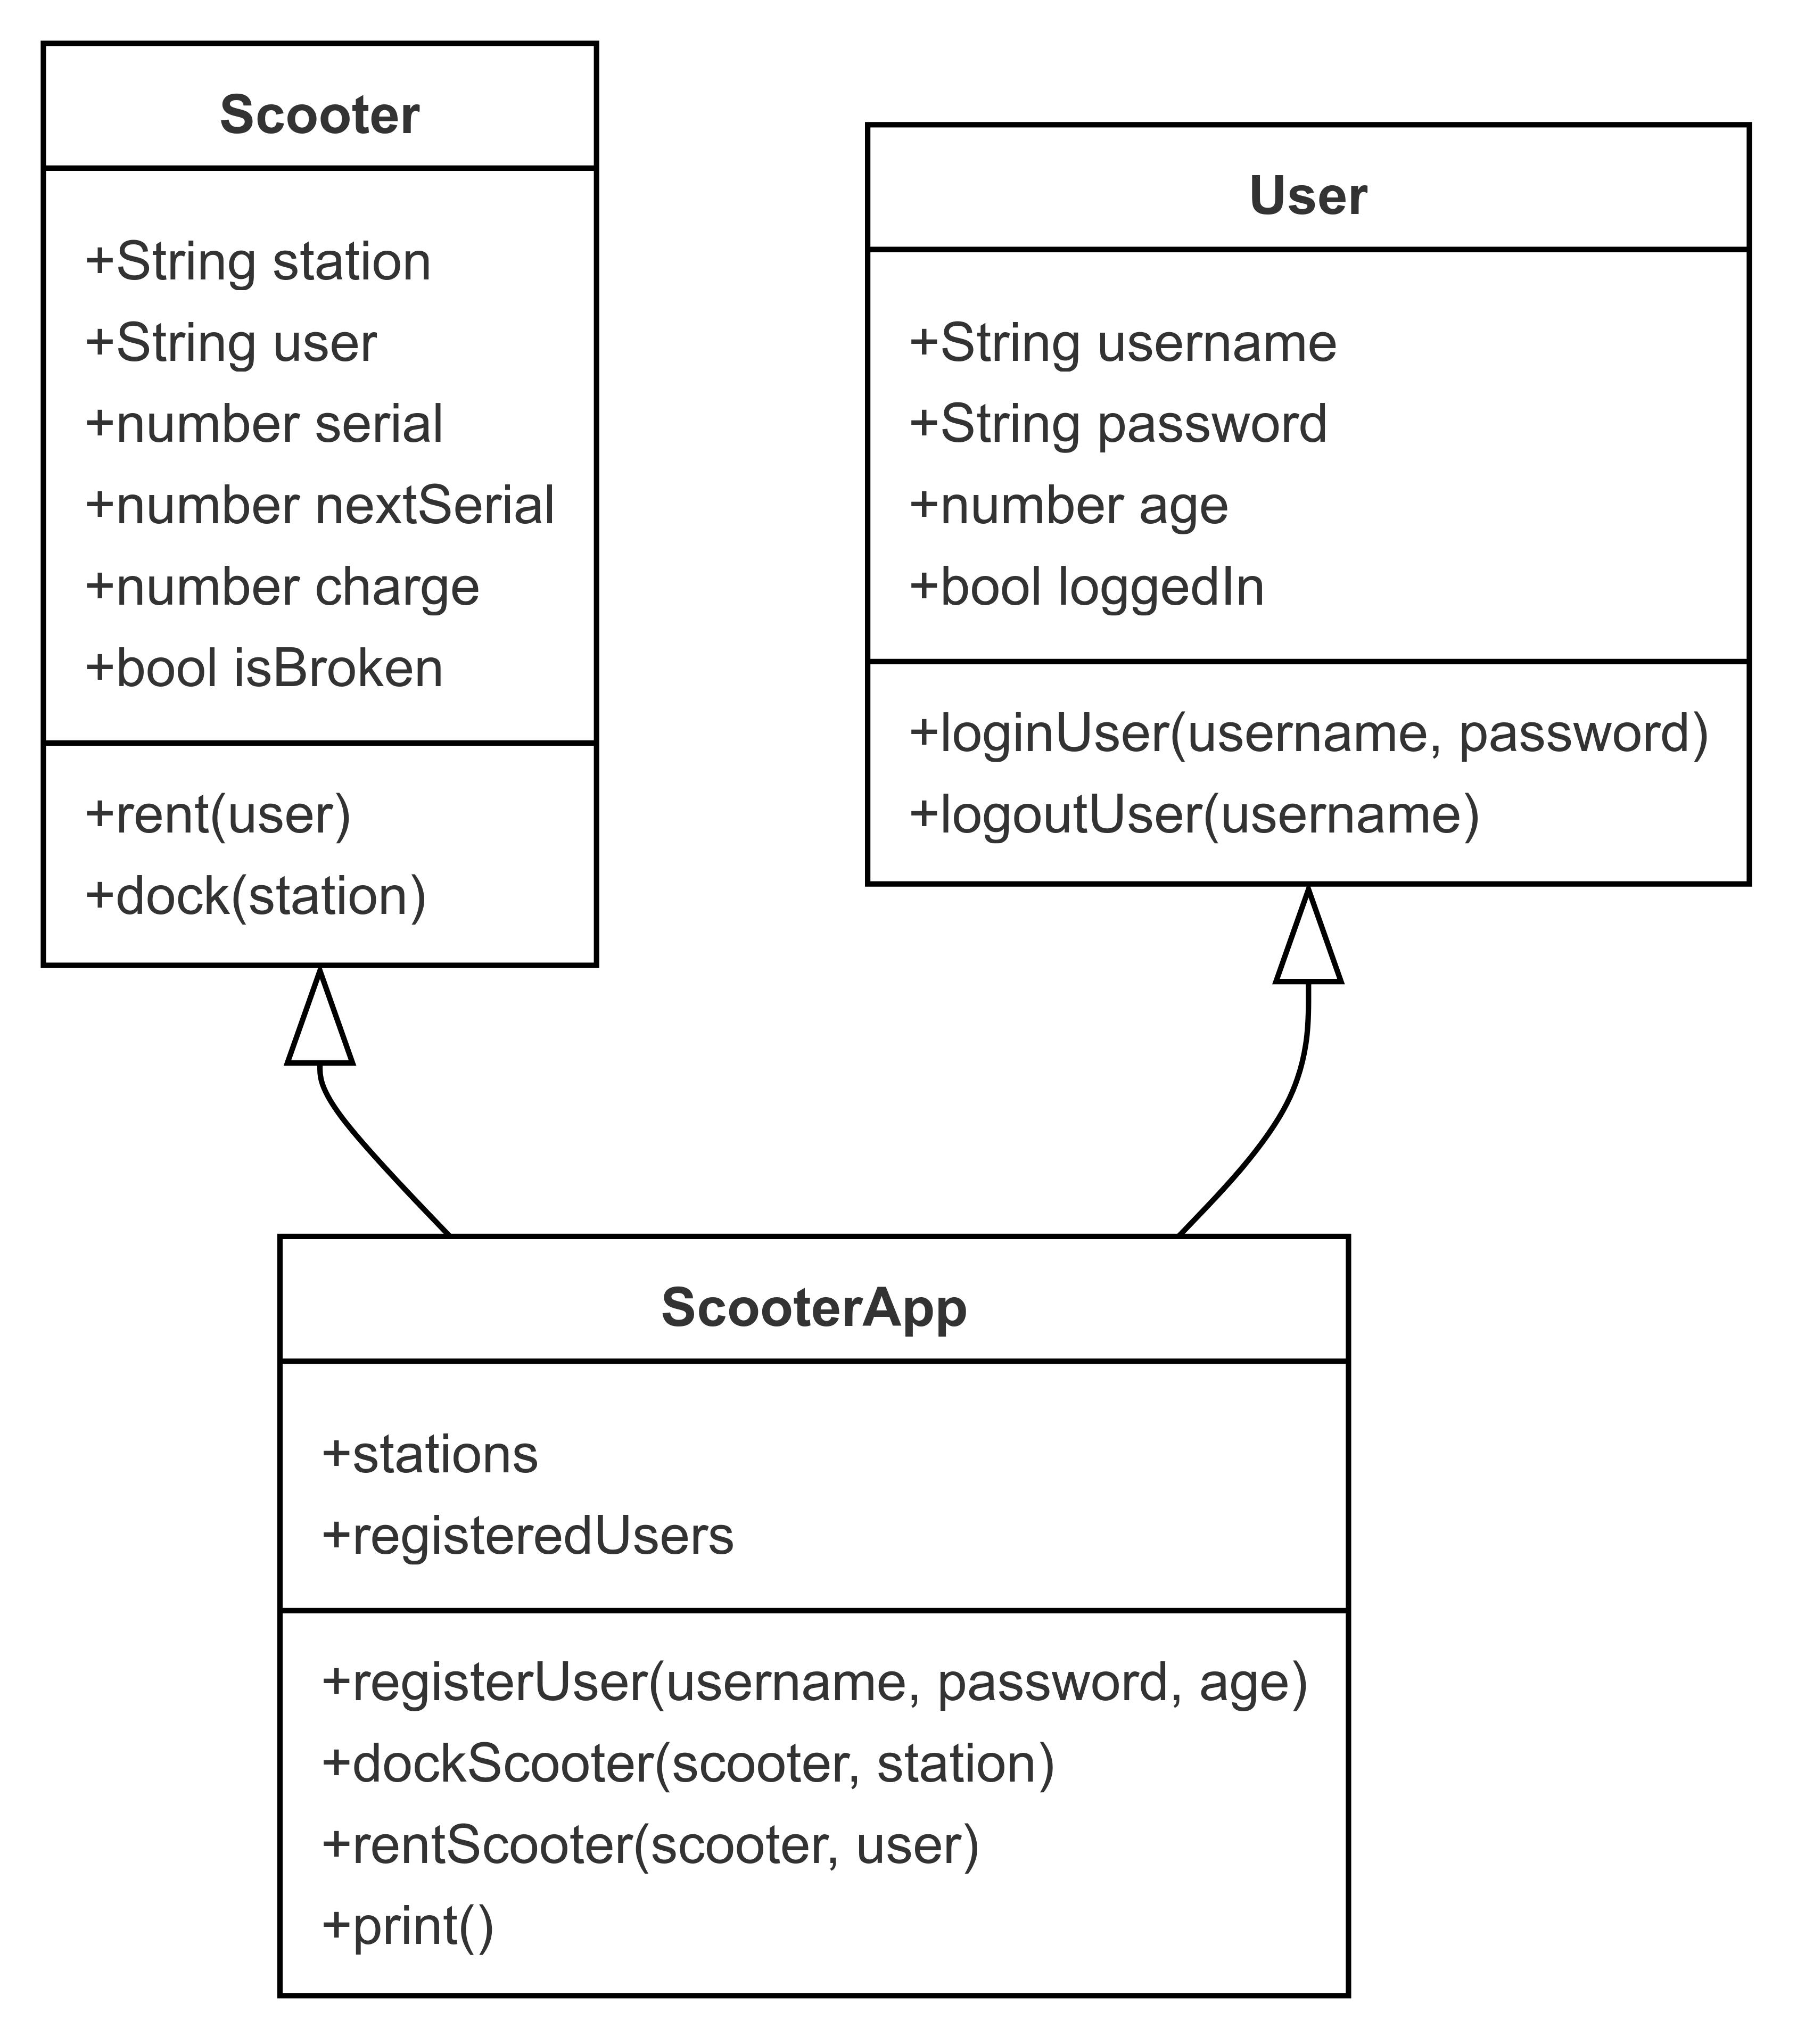 Scooter
+String station
+String user
+number serial
+number nextSerial
+number charge
+bool isBroken
+rent(user)
+dock(station)
User
+String username
+String password
+number age
+bool loggedIn
+loginUser(username, password)
+logoutUser(username)
ScooterApp
+stations
+registeredUsers
+registerUser(username, password, age)
+dockScooter(scooter, station)
+rentScooter(scooter, user)
+print()